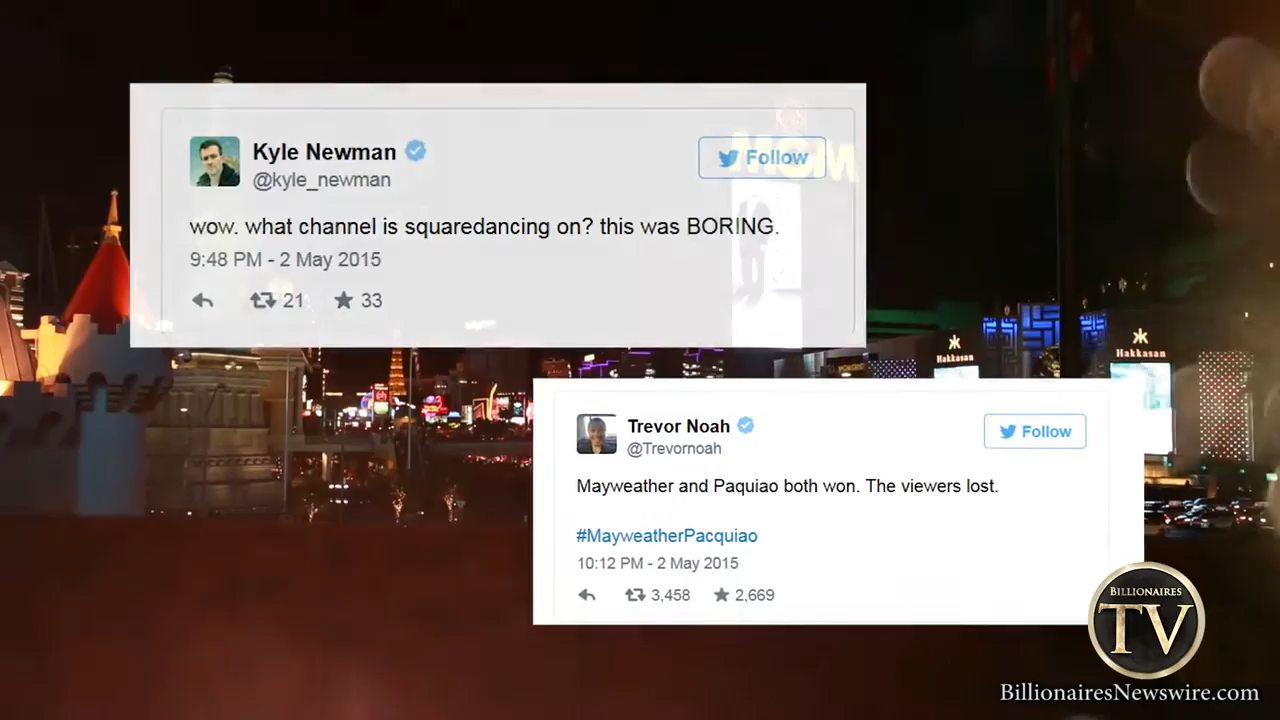 Kyle Newman
@kyle_newman
Follow
wow. what channel is squaredancing on? this was BORING.
9:48 PM - 2 May 2015
21 33
MGM
Hakkasan
Hakkasan
Trevor Noah
@Trevornoah
Follow
Mayweather and Paquiao both won. The viewers lost.
#MayweatherPacquiao
10:12 PM - 2 May 2015
3,458 2,669
BILLIONAIRES
TV
BillionairesNewswire.com